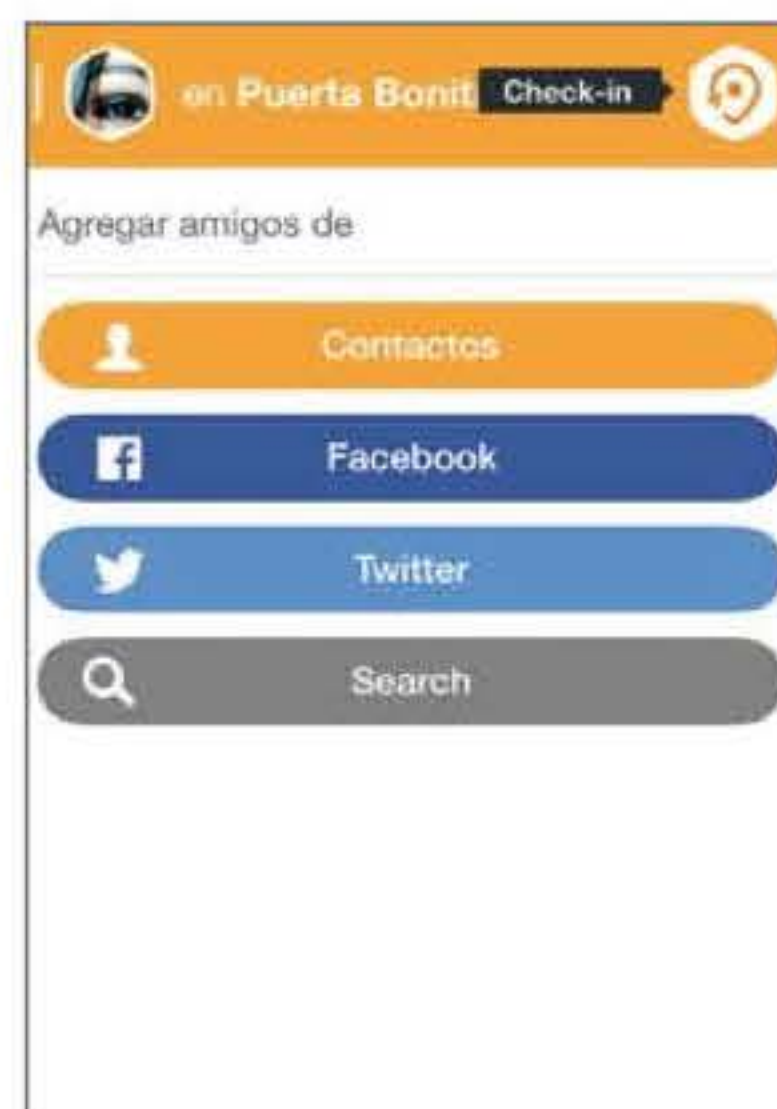 en Puerta Bonit Check-in
Agregar amigos de
Contactos
Facebook
Twitter
Search